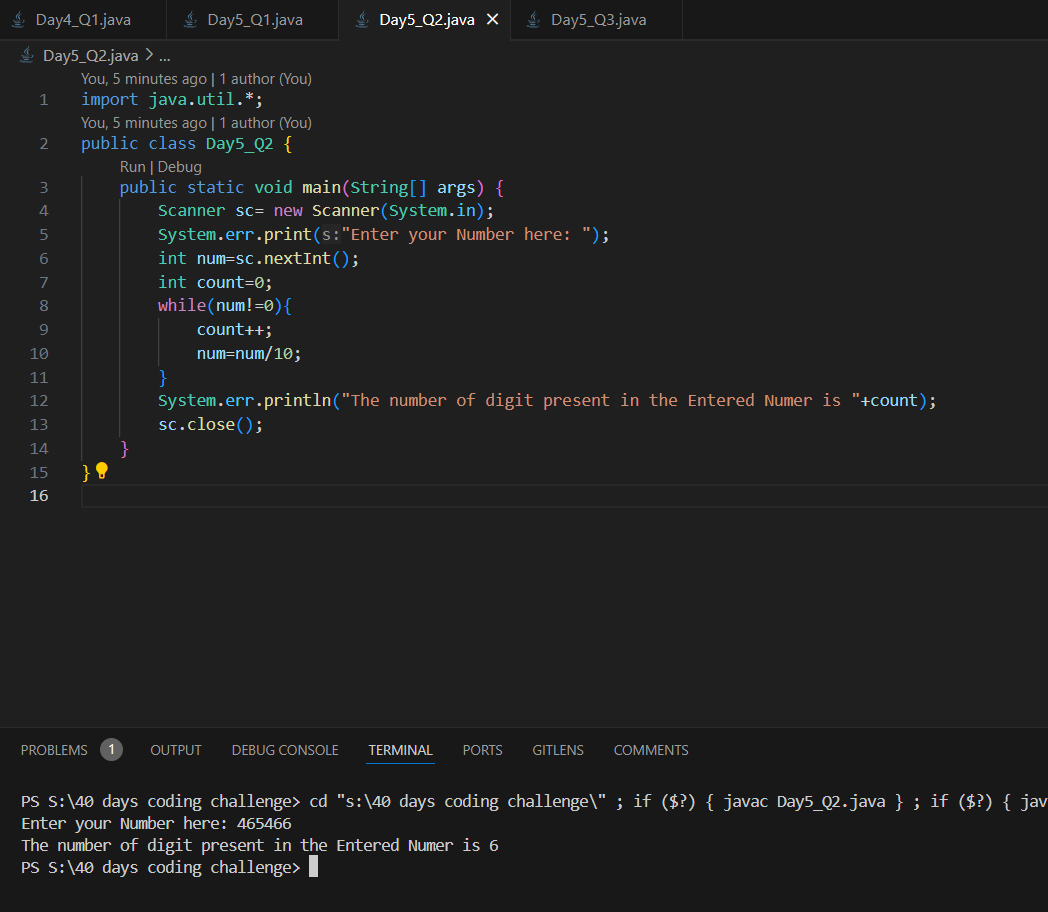 Day4_Q1.java Day5_Q1.java Day5_Q2.java Day5_Q3.java
Day5_Q2.java > ...
You, 5 minutes ago | 1 author (You)
1 import java.util.*;
You, 5 minutes ago | 1 author (You)
2 public class Day5_Q2 {
Run | Debug
3 public static void main(String[] args) {
4 Scanner sc= new Scanner(System.in);
5 System.err.print(s:"Enter your Number here: ");
6 int num=sc.nextInt();
7 int count=0;
8 while(num!=0){
9 count++;
10 num=num/10;
11 }
12 System.err.println("The number of digit present in the Entered Numer is "+count);
13 sc.close();
14 }
15 }
16
PROBLEMS 1 OUTPUT DEBUG CONSOLE TERMINAL PORTS GITLENS COMMENTS
PS S:\40 days coding challenge> cd "s:\40 days coding challenge\" ; if ($?) { javac Day5_Q2.java } ; if ($?) { jav
Enter your Number here: 465466
The number of digit present in the Entered Numer is 6
PS S:\40 days coding challenge>